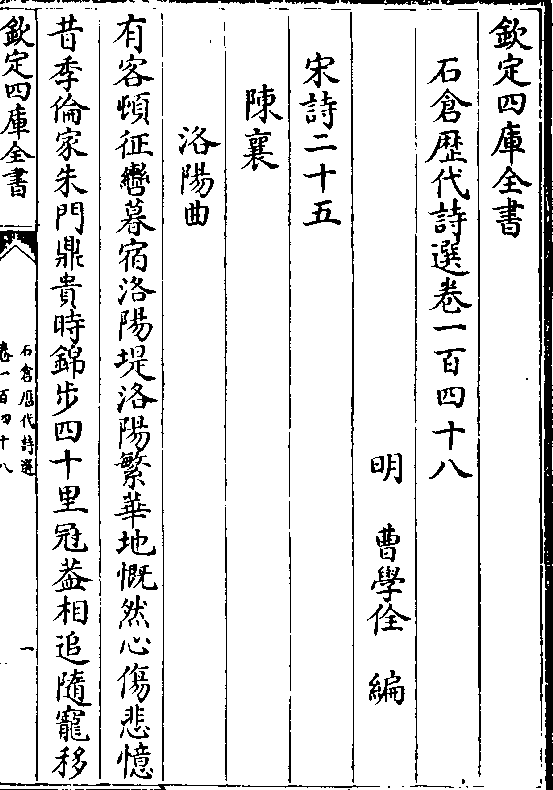 欽定四庫全書
石倉歷代詩選卷一百四十八
明 曹學佺 編
宋詩二十五
陳襄
洛陽曲
有客頓征轡暮宿洛陽堤洛陽繁華地慨然心傷悲憶
昔季倫家朱門鼎貴時錦步四十里冠葢相追隨寵移
欽定四庫全書
石倉歷代詩選
卷一百四十八
一